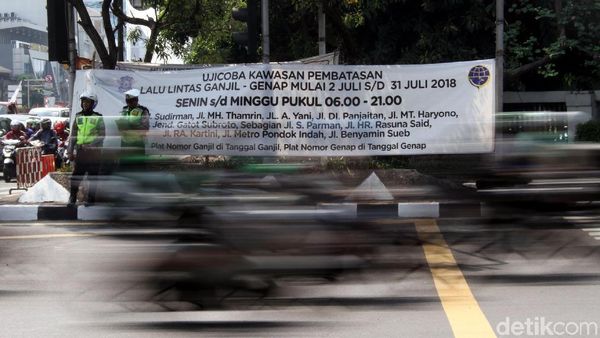 UJICOBA KAWASAN PEMBATASAN
LALU LINTAS GANJIL - GENAP MULAI 2 JULI S/D 31 JULI 2018
SENIN s/d MINGGU PUKUL 06.00 - 21.00
Sudirman, Jl. MH. Thamrin, JL. A. Yani, Jl. DI. Panjaitan, Jl. MT. Haryono,
Jend. Gatot Subroto, Sebagian Jl. S. Parman, Jl. HR. Rasuna Said,
Jl. RA. Kartini, Jl. Metro Pondok Indah, Jl. Benyamin Sueb
Plat Nomor Ganjil di Tanggal Ganjil, Plat Nomor Genap di Tanggal Genap
detikcom